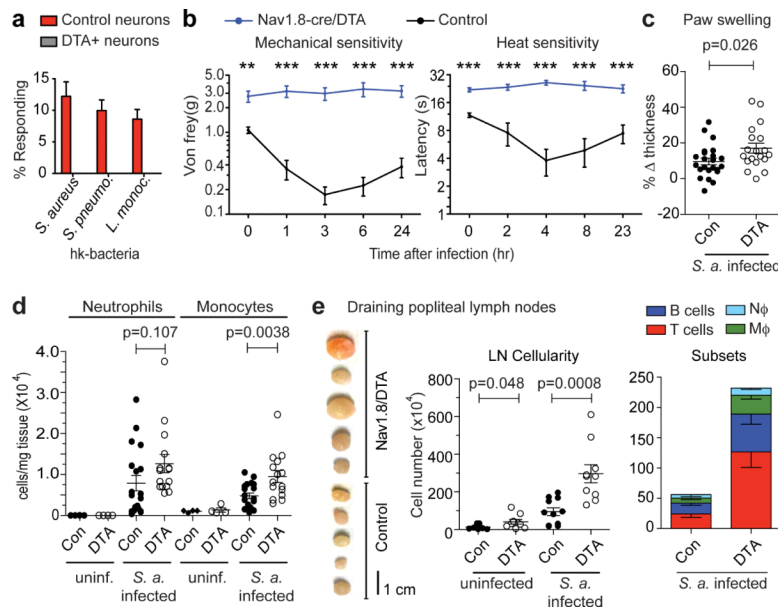 a
Control neurons
DTA+ neurons
% Responding
15
10
5
0
S. aureus
S. pneumo.
L. monoc.
hk-bacteria
b
Nav1.8-cre/DTA
Control
Mechanical sensitivity
** *** *** *** ***
Von frey(g)
5.0
3.0
1.0
0.4
0.2
0.1
0 1 3 6 24
Heat sensitivity
*** *** *** *** ***
Latency (s)
32
16
8
4
2
1
0 2 4 8 23
Time after infection (hr)
c
Paw swelling
p=0.026
% Δ thickness
60
40
20
0
-20
Con
DTA
S. a. infected
d
Neutrophils
Monocytes
p=0.107
p=0.0038
cells/mg tissue (X10⁻⁴)
4.0
3.0
2.0
1.0
0
Con
DTA
Con
DTA
Con
DTA
Con
DTA
uninf.
S. a.
infected
uninf.
S. a.
infected
e
Draining popliteal lymph nodes
Nav1.8/DTA
Control
1 cm
LN Cellularity
p=0.048
p=0.0008
Cell number (x10⁴)
800
600
400
200
0
Con
DTA
Con
DTA
uninfected
S. a.
infected
B cells
Nϕ
T cells
Mϕ
Subsets
250
200
150
100
50
0
Con
DTA
S. a. infected